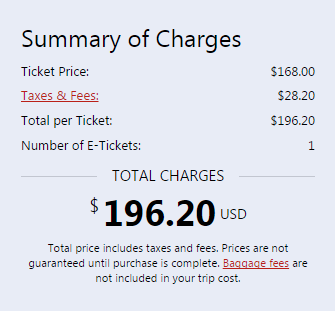 Summary of Charges
Ticket Price: $168.00
Taxes & Fees: $28.20
Total per Ticket: $196.20
Number of E-Tickets: 1
TOTAL CHARGES
$196.20 USD
Total price includes taxes and fees. Prices are not
guaranteed until purchase is complete. Baggage fees are
not included in your trip cost.